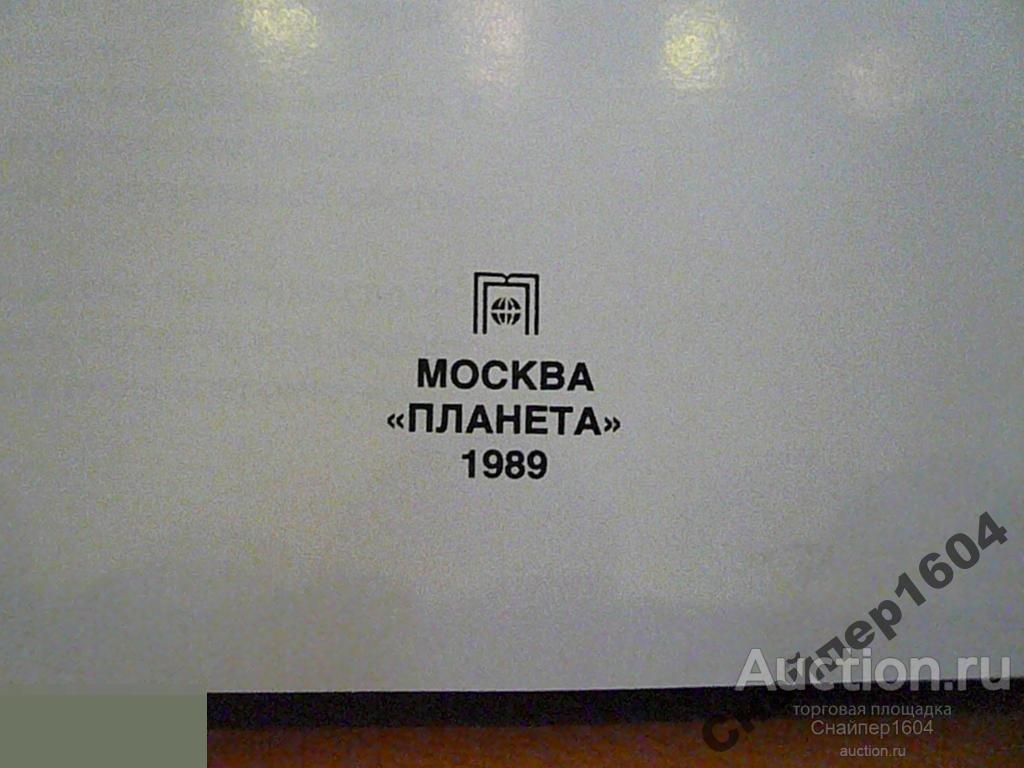 МОСКВА
«ПЛАНЕТА»
1989
Снайпер1604
Auction.ru
торговая площадка
Снайпер1604
auction.ru